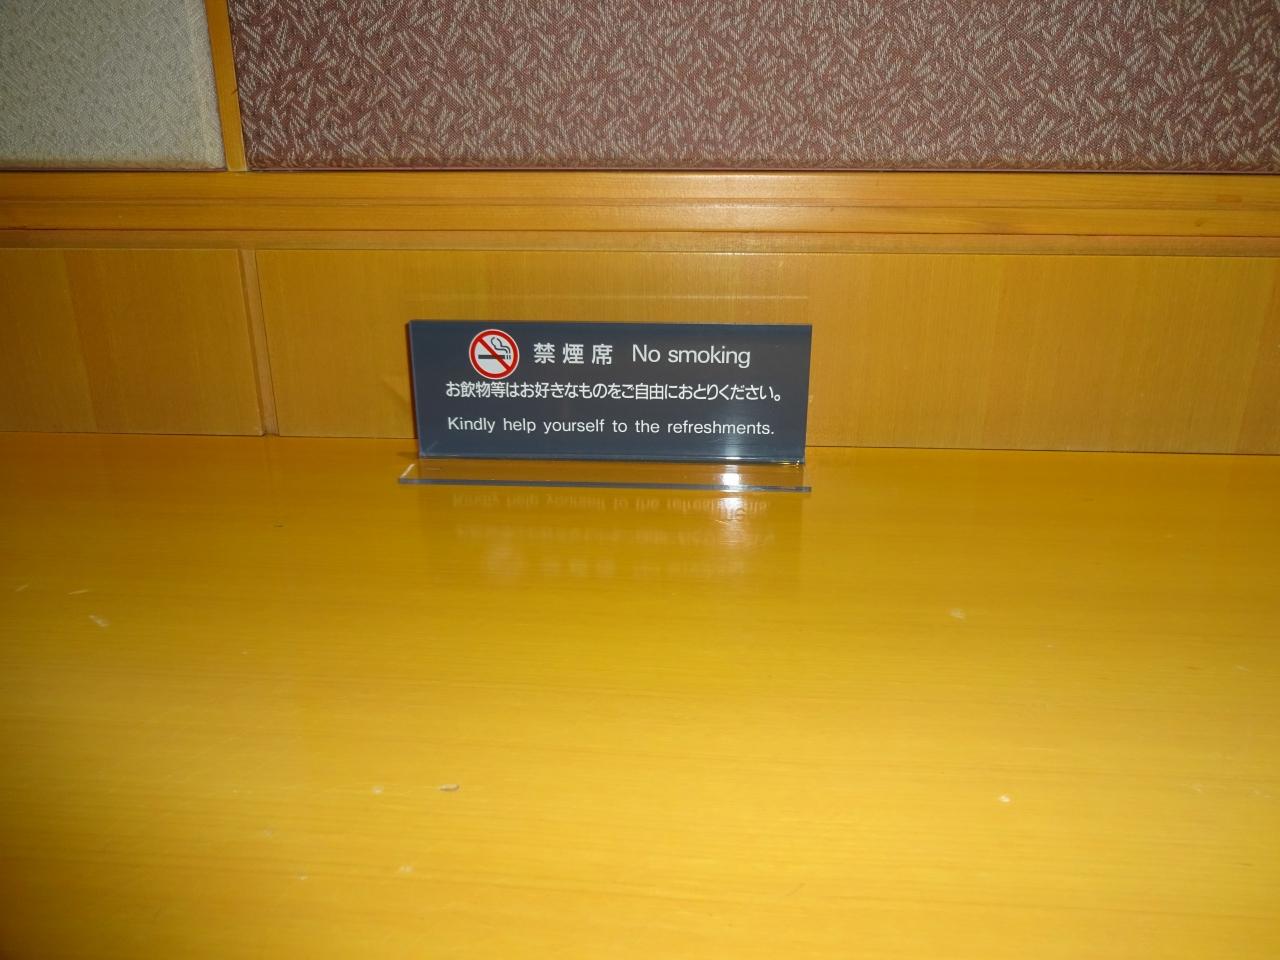 禁煙席 No smoking
お飲物等はお好きなものをご自由におとりください。
Kindly help yourself to the refreshments.